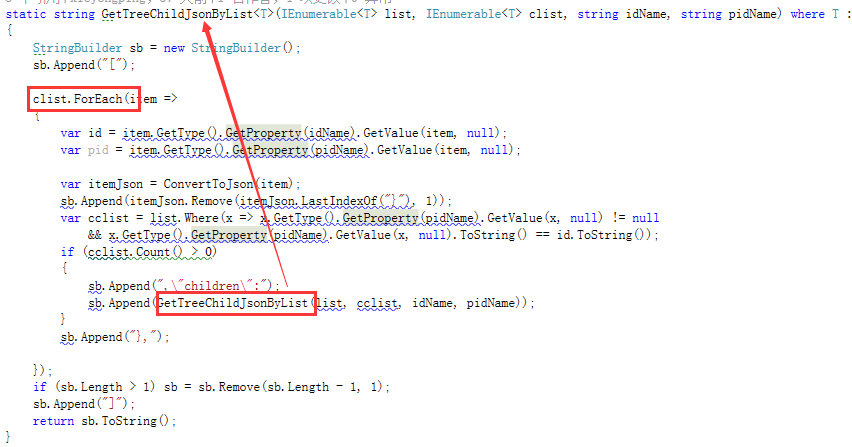 static string GetTreeChildJsonByList<T>(IEnumerable<T> list, IEnumerable<T> clist, string idName, string pidName) where T :
{
StringBuilder sb = new StringBuilder();
sb.Append("[");
clist.ForEach(item =>
{
var id = item.GetType().GetProperty(idName).GetValue(item, null);
var pid = item.GetType().GetProperty(pidName).GetValue(item, null);
var itemJson = ConvertToJson(item);
sb.Append(itemJson.Remove(itemJson.LastIndexOf("}"), 1));
var cclist = list.Where(x => x.GetType().GetProperty(pidName).GetValue(x, null) != null
&& x.GetType().GetProperty(pidName).GetValue(x, null).ToString() == id.ToString());
if (cclist.Count() > 0)
{
sb.Append(",\"children\":");
sb.Append(GetTreeChildJsonByList(list, cclist, idName, pidName));
}
sb.Append("},");
});
if (sb.Length > 1) sb = sb.Remove(sb.Length - 1, 1);
sb.Append("]");
return sb.ToString();
}